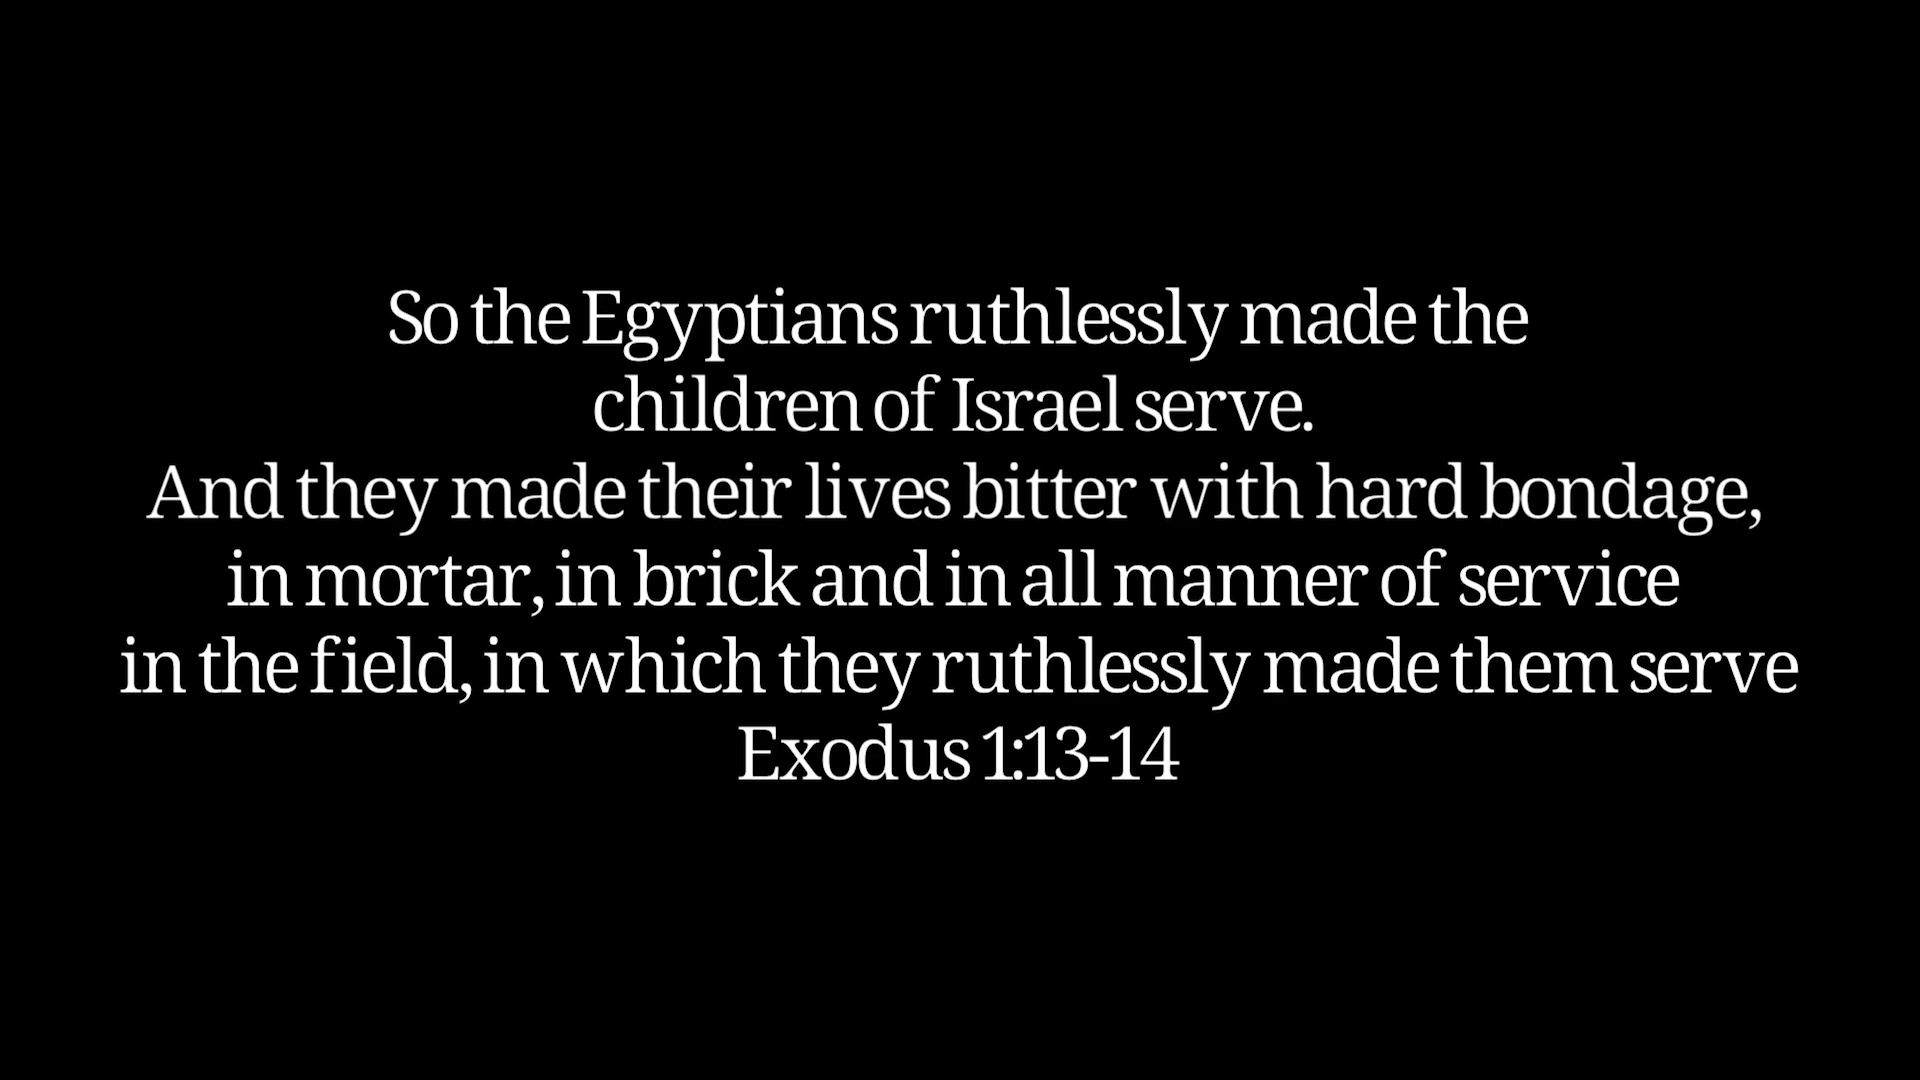 So the Egyptians ruthlessly made the
children of Israel serve.
And they made their lives bitter with hard bondage,
in mortar, in brick and in all manner of service
in the field, in which they ruthlessly made them serve
Exodus 1:13-14